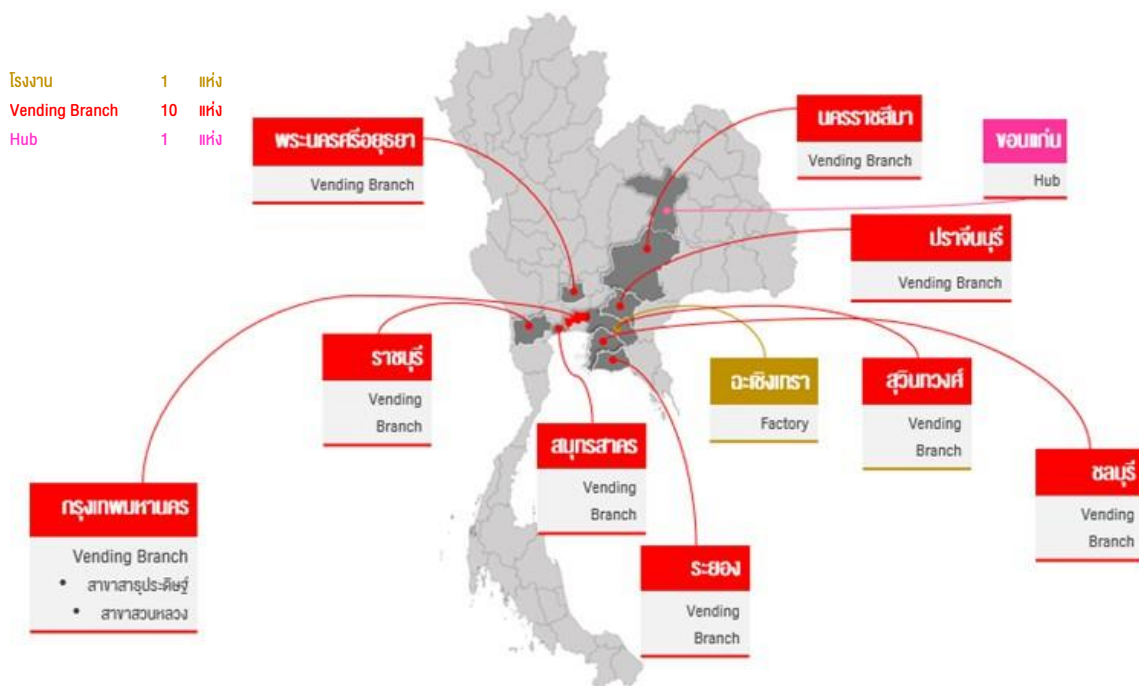 โรงงาน 1 แห่ง
Vending Branch 10 แห่ง
Hub 1 แห่ง
พระนครศรีอยุธยา
Vending Branch
นครราชสีมา
Vending Branch
ขอนแก่น
Hub
ปราจีนบุรี
Vending Branch
ราชบุรี
Vending
Branch
สมุทรสาคร
Vending
Branch
ฉะเชิงเทรา
Factory
สุวินทวงศ์
Vending
Branch
ชลบุรี
Vending
Branch
กรุงเทพมหานคร
Vending Branch
• สาขาสาธุประดิษฐ์
• สาขาสวนหลวง
ระยอง
Vending
Branch